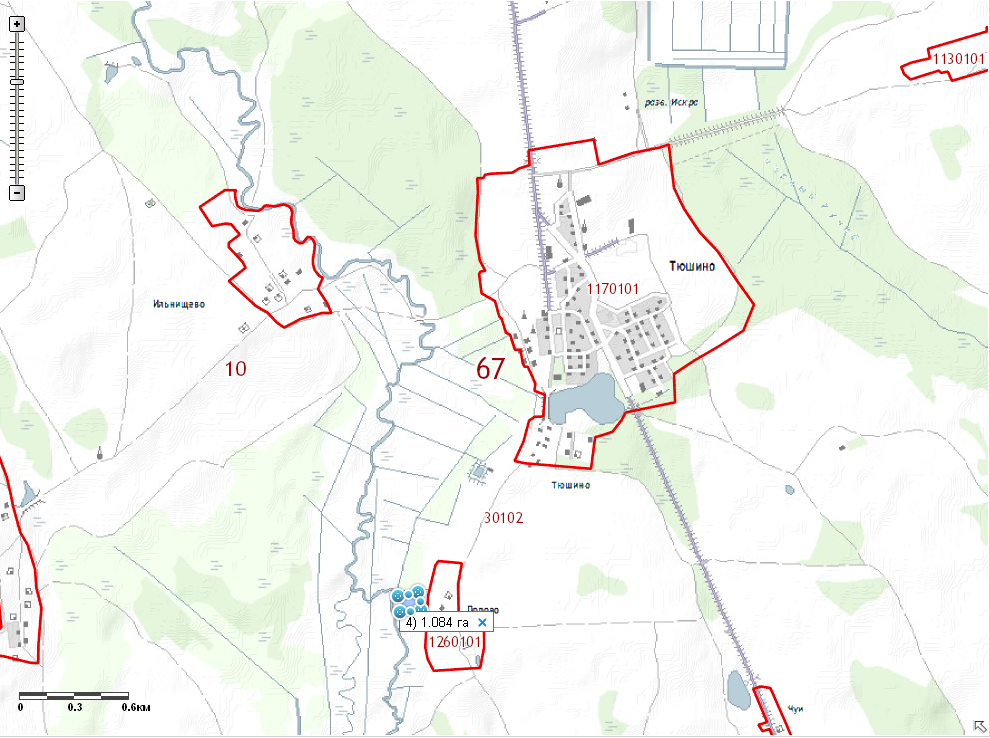 +
1130101
разъ. Искра
Тюшино
1170101
Ильнищево
10
67
Тюшино
30102
4) 1.084 га ×
1260101
0 0.3 0.6км
Чуи
-